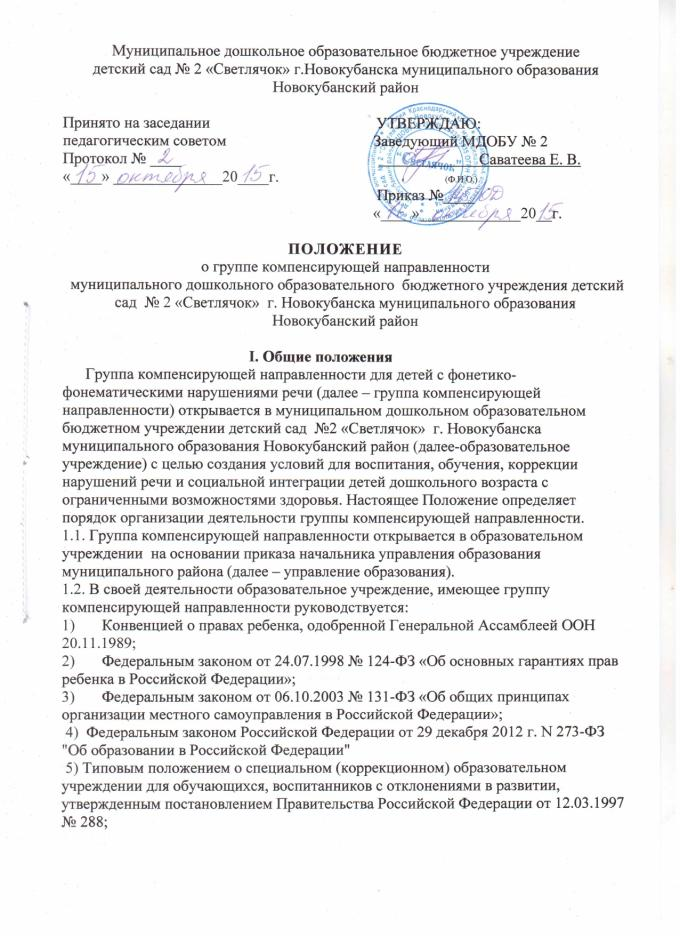 Муниципальное дошкольное образовательное бюджетное учреждение
детский сад № 2 «Светлячок» г.Новокубанска муниципального образования
Новокубанский район
Принято на заседании
педагогическим советом
Протокол № 2
«15» октября 2015г.
УТВЕРЖДАЮ:
Заведующий МДОБУ № 2
Саватеева Е. В.
(Ф.И.О.)
Приказ №
« » октября 2015г.
Светлячок
ПОЛОЖЕНИЕ
о группе компенсирующей направленности
муниципального дошкольного образовательного бюджетного учреждения детский
сад № 2 «Светлячок» г. Новокубанска муниципального образования
Новокубанский район
I. Общие положения
Группа компенсирующей направленности для детей с фонетико-
фонематическими нарушениями речи (далее – группа компенсирующей
направленности) открывается в муниципальном дошкольном образовательном
бюджетном учреждении детский сад №2 «Светлячок» г. Новокубанска
муниципального образования Новокубанский район (далее-образовательное
учреждение) с целью создания условий для воспитания, обучения, коррекции
нарушений речи и социальной интеграции детей дошкольного возраста с
ограниченными возможностями здоровья. Настоящее Положение определяет
порядок организации деятельности группы компенсирующей направленности.
1.1. Группа компенсирующей направленности открывается в образовательном
учреждении на основании приказа начальника управления образования
муниципального района (далее – управление образования).
1.2. В своей деятельности образовательное учреждение, имеющее группу
компенсирующей направленности руководствуется:
1) Конвенцией о правах ребенка, одобренной Генеральной Ассамблеей ООН
20.11.1989;
2) Федеральным законом от 24.07.1998 № 124-ФЗ «Об основных гарантиях прав
ребенка в Российской Федерации»;
3) Федеральным законом от 06.10.2003 № 131-ФЗ «Об общих принципах
организации местного самоуправления в Российской Федерации»;
4) Федеральным законом Российской Федерации от 29 декабря 2012 г. N 273-ФЗ
"Об образовании в Российской Федерации"
5) Типовым положением о специальном (коррекционном) образовательном
учреждении для обучающихся, воспитанников с отклонениями в развитии,
утвержденным постановлением Правительства Российской Федерации от 12.03.1997
№ 288;